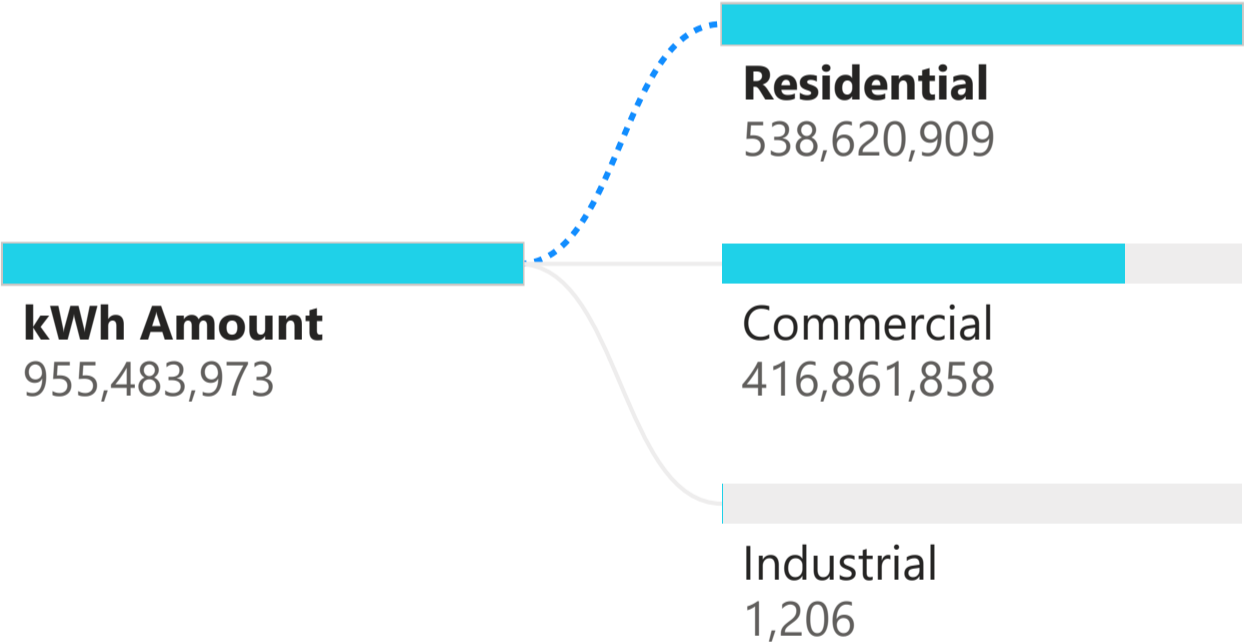 Residential
538,620,909
kWh Amount
955,483,973
Commercial
416,861,858
Industrial
1,206